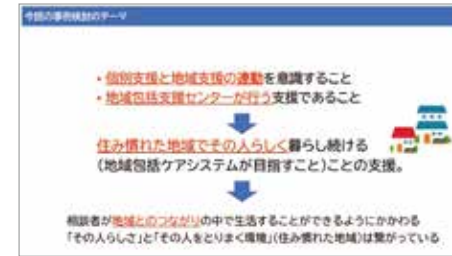 今回の事例検討のテーマ
・個別支援と地域支援の連動を意識すること
・地域包括支援センターが行う支援であること
住み慣れた地域でその人らしく暮らし続ける
(地域包括ケアシステムが目指すこと)ことの支援。
相談者が地域とのつながりの中で生活することができるようにかかわる
「その人らしさ」と「その人をとりまく環境」(住み慣れた地域)は繋がっている